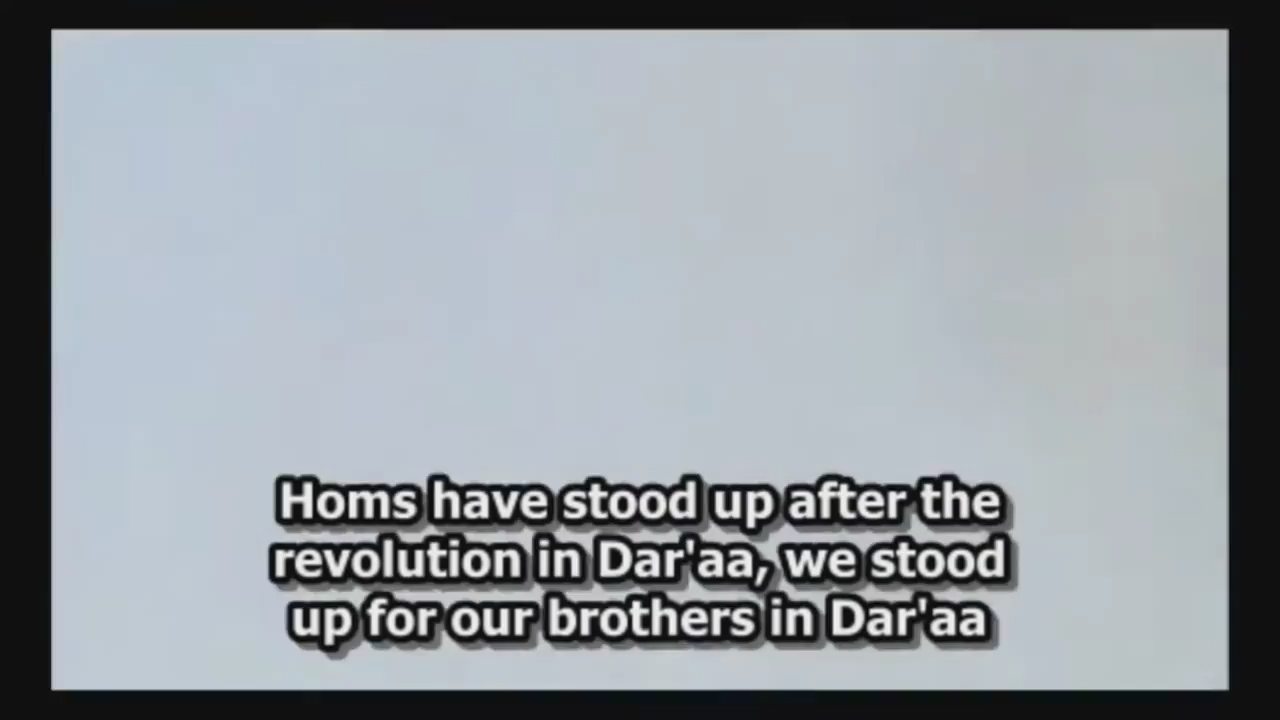 Homs have stood up after the
revolution in Dar'aa, we stood
up for our brothers in Dar'aa